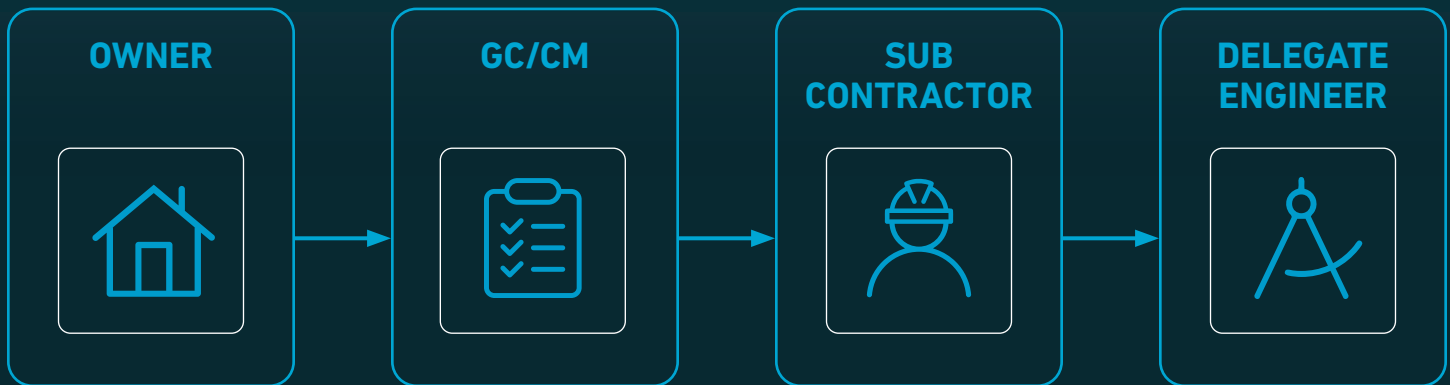 OWNER
GC/CM
SUB
CONTRACTOR
DELEGATE
ENGINEER